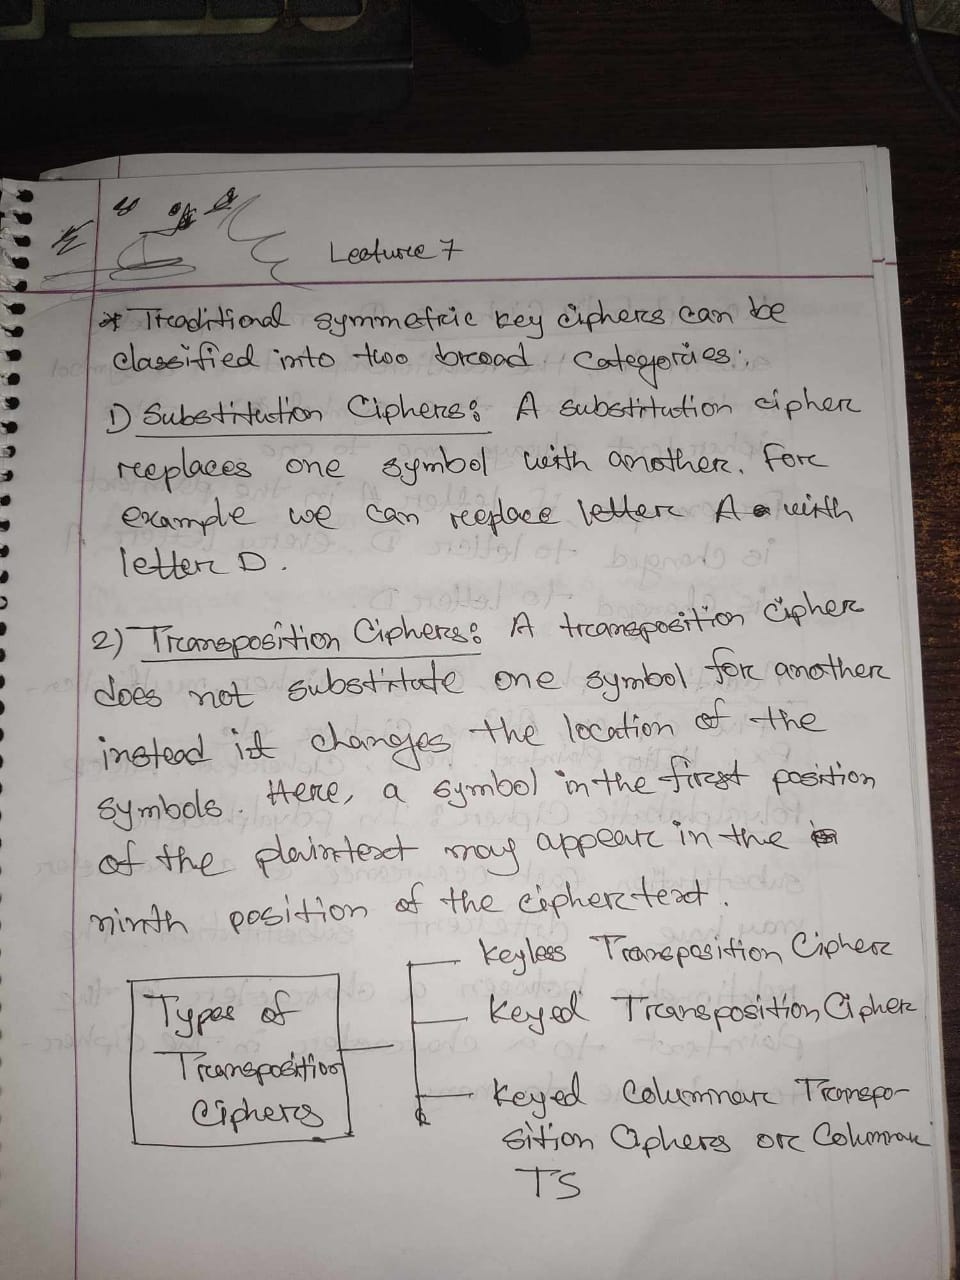 Lecture 7
* Traditional symmetric key ciphers can be
classified into two broad categories:
1) Substitution Ciphers: A substitution cipher
replaces one symbol with another. For
example we can replace letter A with
letter D.
2) Transposition Ciphers: A transposition Cipher
does not substitute one symbol for another
instead it changes the location of the
symbols. Here, a symbol in the first position
of the plaintext may appear in the
ninth position of the ciphertext.
Types of
Transposition
Ciphers
Keyless Transposition Cipher
Keyed Transposition Cipher
Keyed Columnar Transpo-
sition Ciphers or Columnar
TS